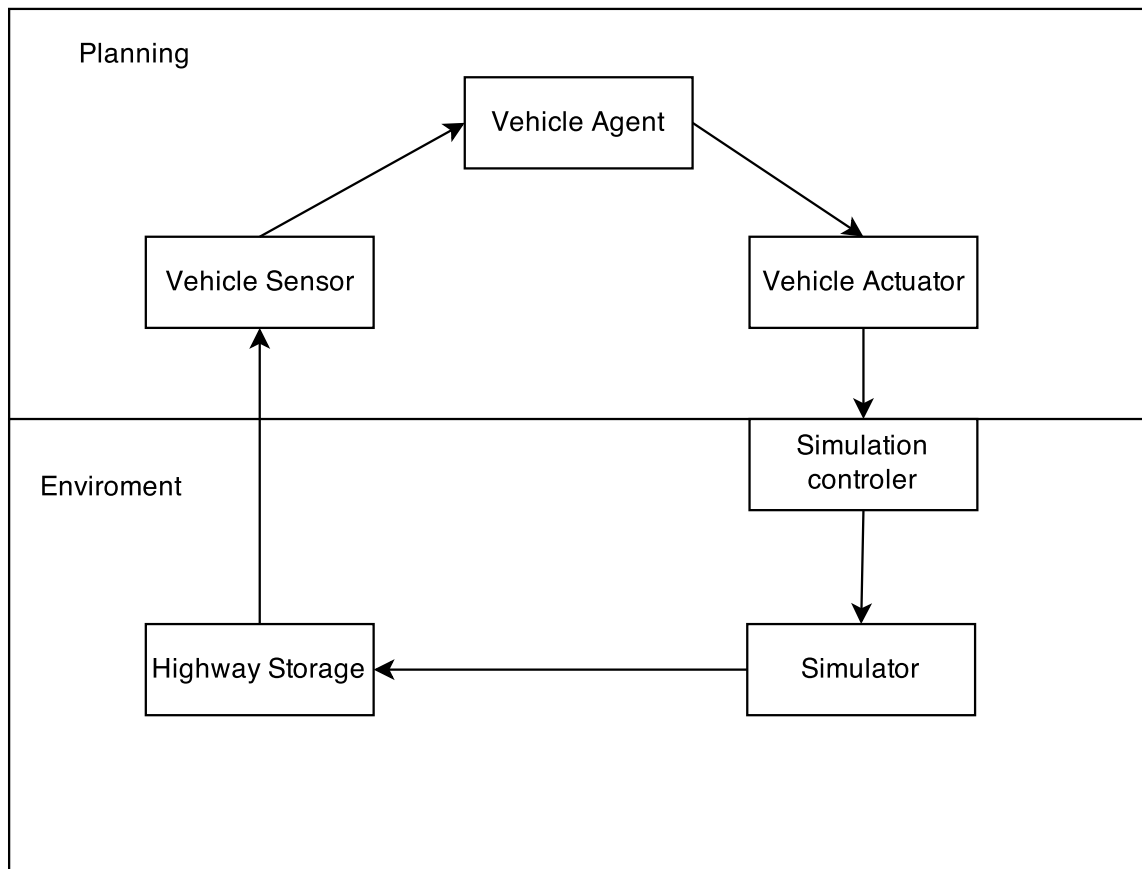 Planning
Vehicle Agent
Vehicle Sensor
Vehicle Actuator
Simulation
controler
Enviroment
Highway Storage
Simulator